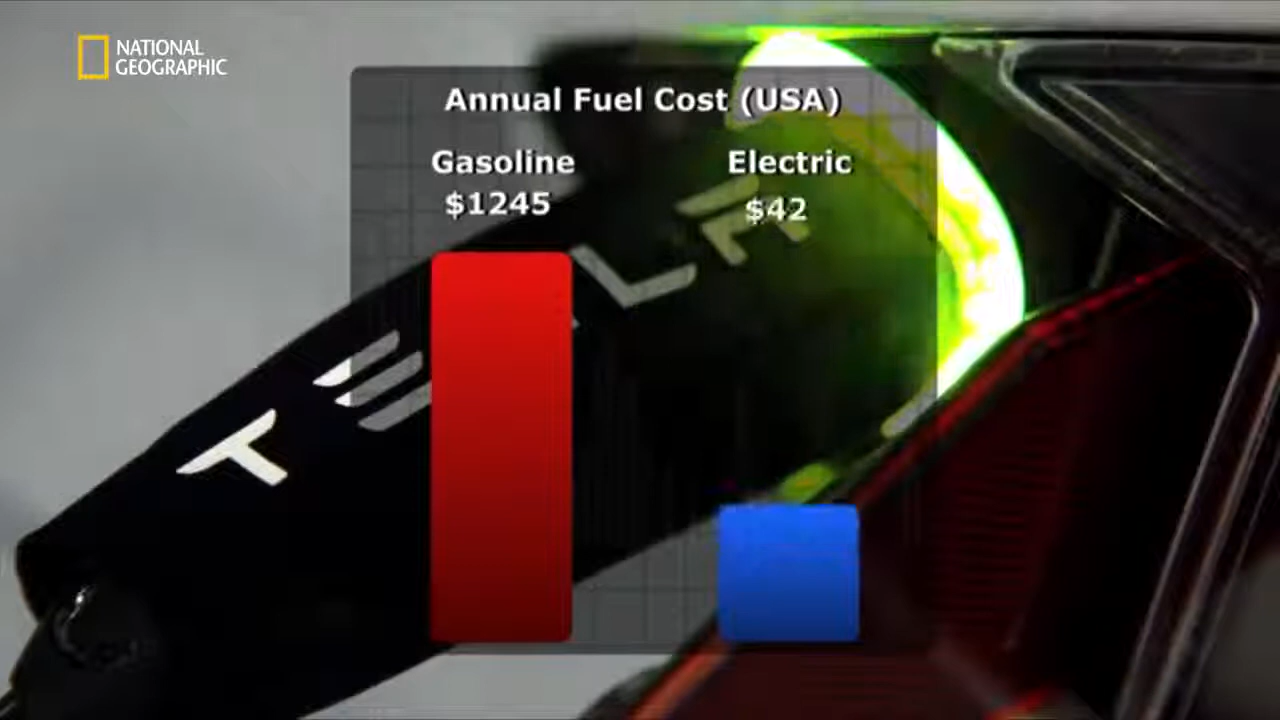 NATIONAL
GEOGRAPHIC
Annual Fuel Cost (USA)
Gasoline
Electric
$1245
$42
TESLA